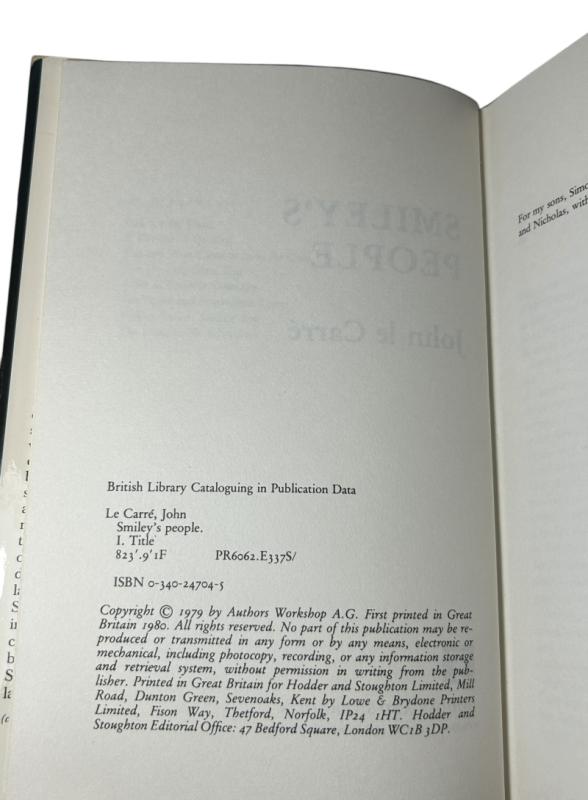 British Library Cataloguing in Publication Data
Le Carré, John
Smiley's people.
I. Title
823'.9'1F PR6062.E337S/
ISBN 0-340-24704-5
Copyright © 1979 by Authors Workshop A.G. First printed in Great
Britain 1980. All rights reserved. No part of this publication may be re-
produced or transmitted in any form or by any means, electronic or
mechanical, including photocopy, recording, or any information storage
and retrieval system, without permission in writing from the pub-
lisher. Printed in Great Britain for Hodder and Stoughton Limited, Mill
Road, Dunton Green, Sevenoaks, Kent by Lowe & Brydone Printers
Limited, Fison Way, Thetford, Norfolk, IP24 1HT. Hodder and
Stoughton Editorial Office: 47 Bedford Square, London WC1B 3DP.
For my sons,
and Nicholas,